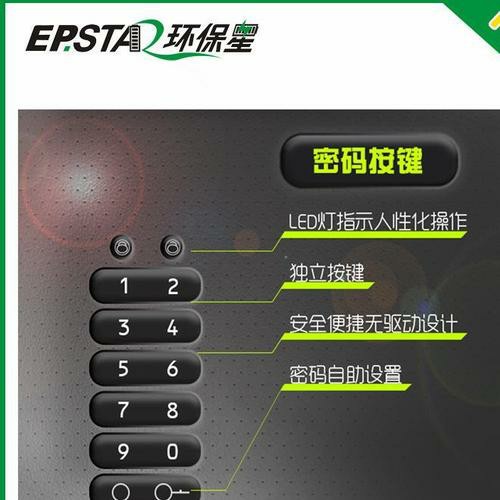 EP.STAR环保星
密码按键
LED灯指示人性化操作
独立按键
安全便捷无驱动设计
密码自助设置
1 2
3 4
5 6
7 8
9 0